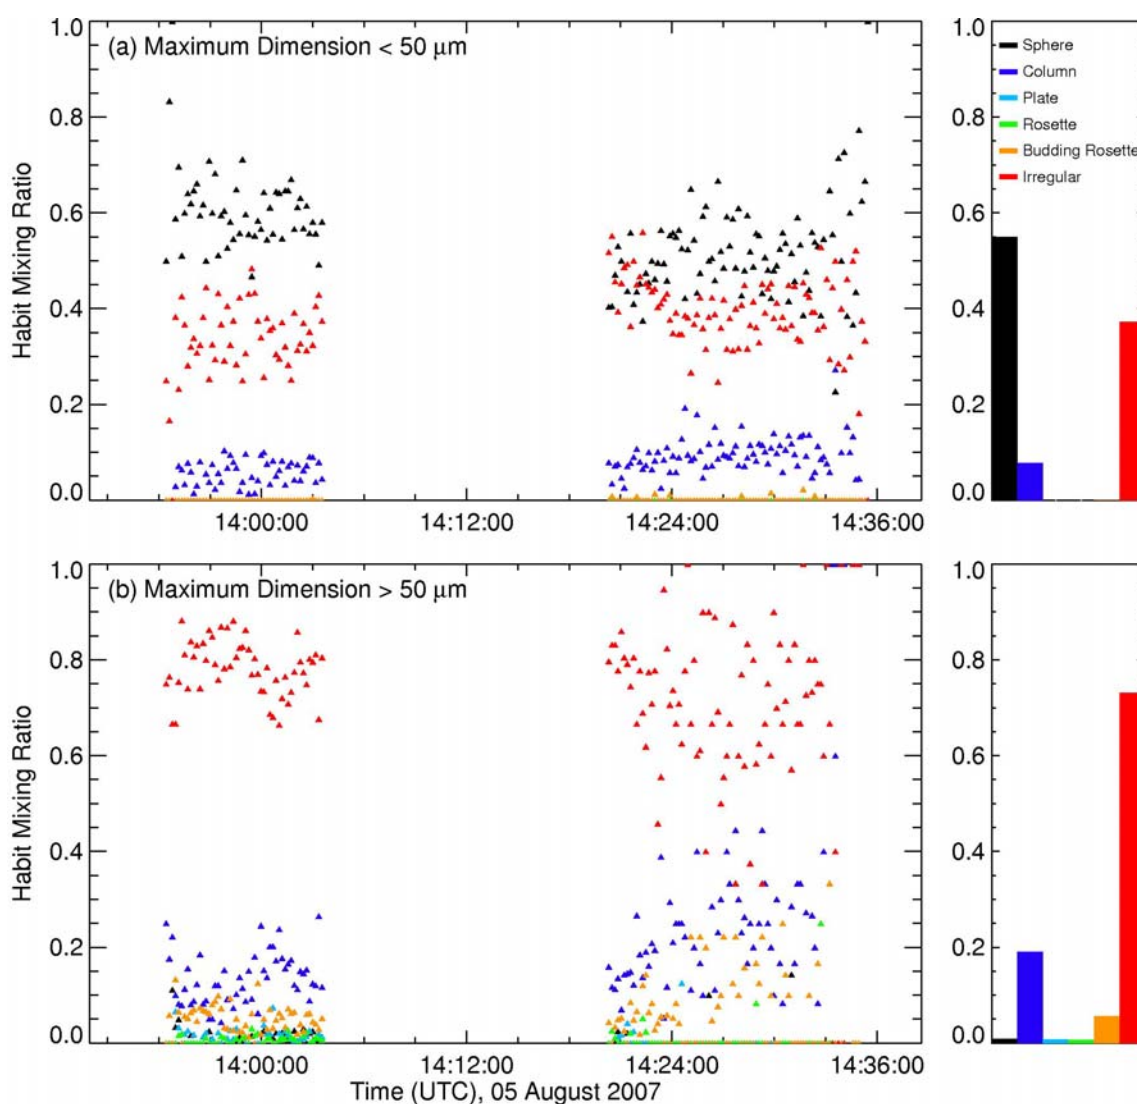 (a) Maximum Dimension < 50 μm
1.0
0.8
0.6
0.4
0.2
0.0
Habit Mixing Ratio
14:00:00 14:12:00 14:24:00 14:36:00
1.0
0.8
0.6
0.4
0.2
0.0
Sphere
Column
Plate
Rosette
Budding Rosette
Irregular
(b) Maximum Dimension > 50 μm
1.0
0.8
0.6
0.4
0.2
0.0
Habit Mixing Ratio
14:00:00 14:12:00 14:24:00 14:36:00
Time (UTC), 05 August 2007
1.0
0.8
0.6
0.4
0.2
0.0